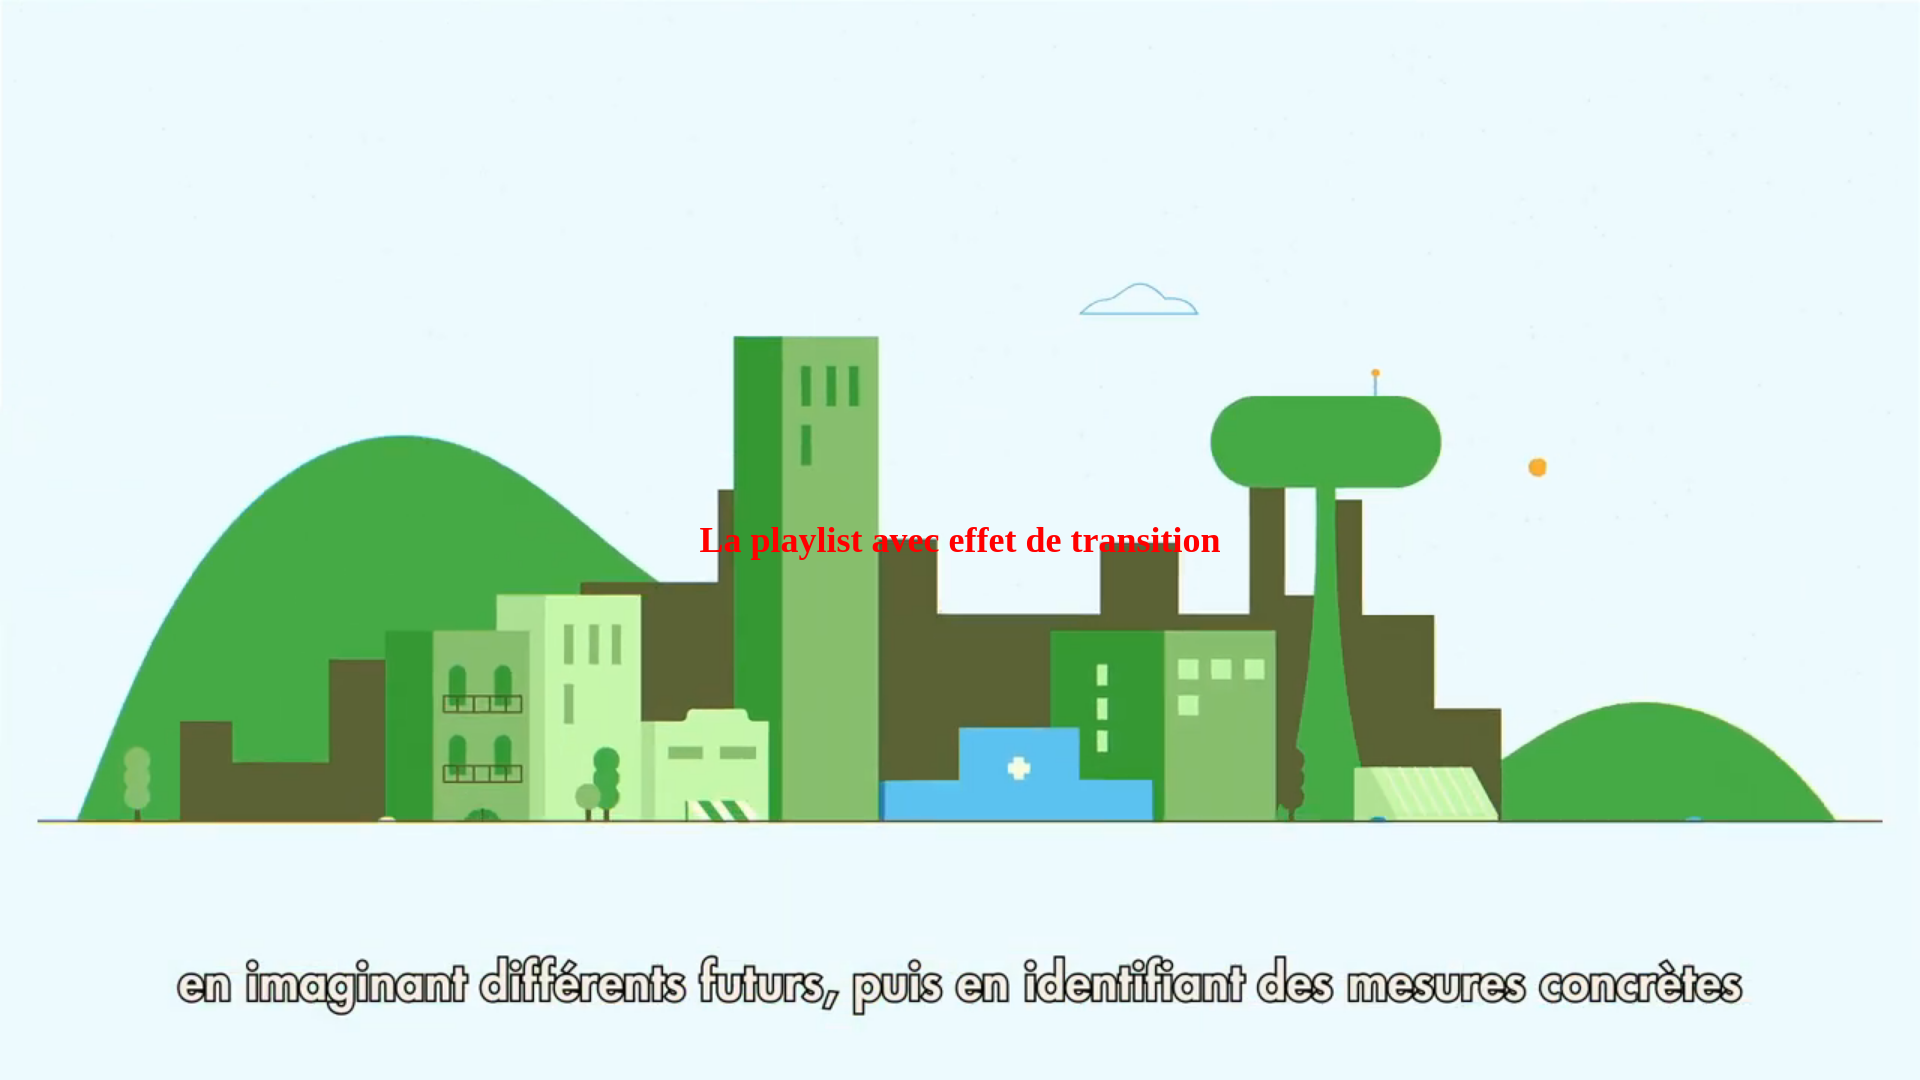 La playlist avec effet de transition
en imaginant différents futurs, puis en identifiant des mesures concrètes